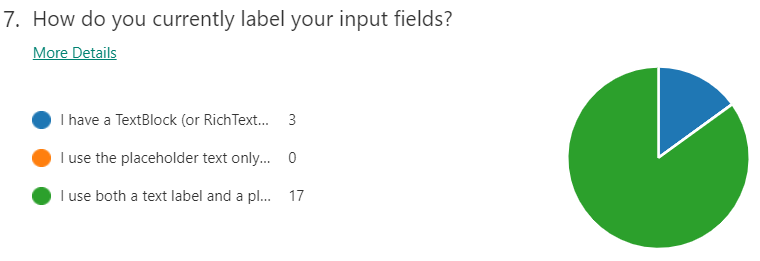 7. How do you currently label your input fields?
More Details
I have a TextBlock (or RichText... 3
I use the placeholder text only... 0
I use both a text label and a pl... 17